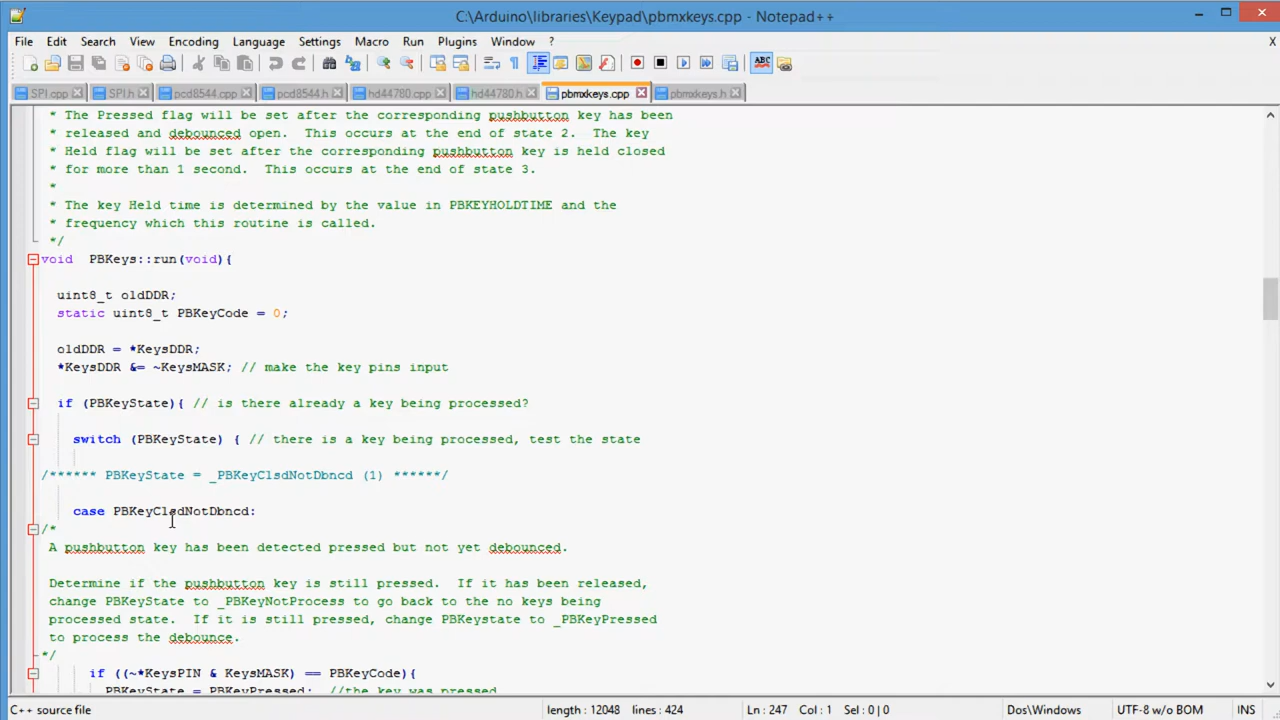 C:\Arduino\libraries\Keypad\pbmxkeys.cpp - Notepad++
File Edit Search View Encoding Language Settings Macro Run Plugins Window ? X
SPI.cpp SPI.h pcd8544.cpp pcd8544.h hd44780.cpp hd44780.h pbmxkeys.cpp pbmxkeys.h
* The Pressed flag will be set after the corresponding pushbutton key has been
* released and debounced open.  This occurs at the end of state 2.  The key
* Held flag will be set after the corresponding pushbutton key is held closed
* for more than 1 second.  This occurs at the end of state 3.
*
* The key Held time is determined by the value in PBKEYHOLDTIME and the
* frequency which this routine is called.
*/
void  PBKeys::run(void){
uint8_t oldDDR;
static uint8_t PBKeyCode = 0;
oldDDR = *KeysDDR;
*KeysDDR &= ~KeysMASK; // make the key pins input
if (PBKeyState){ // is there already a key being processed?
switch (PBKeyState) { // there is a key being processed, test the state
/****** PBKeyState = _PBKeyClsdNotDbncd (1) ******/
case PBKeyClsdNotDbncd:
/*
A pushbutton key has been detected pressed but not yet debounced.
Determine if the pushbutton key is still pressed.  If it has been released,
change PBKeyState to _PBKeyNotProcess to go back to the no keys being
processed state.  If it is still pressed, change PBKeystate to _PBKeyPressed
to process the debounce.
*/
if ((~*KeysPIN & KeysMASK) == PBKeyCode){
PBKeyState = PBKeyPressed;  //the key was pressed
C++ source file length : 12048 lines : 424 Ln : 247 Col : 1 Sel : 0 | 0 Dos\Windows UTF-8 w/o BOM INS